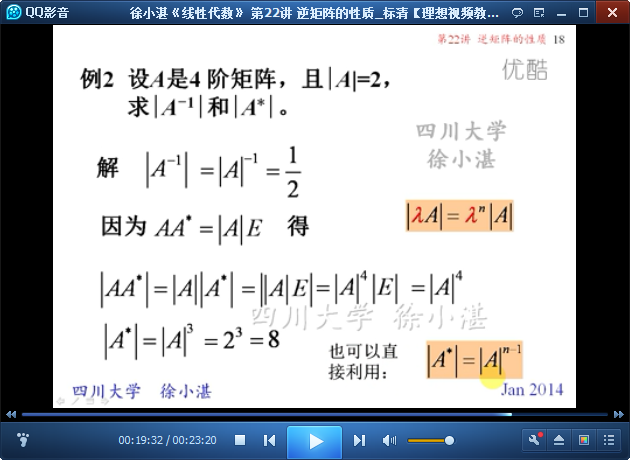 QQ影音
徐小湛《线性代数》 第22讲 逆矩阵的性质_标清【理想视频教...
第22讲 逆矩阵的性质 18
优酷
例2 设A是4 阶矩阵，且|A|=2，
求|A⁻¹| 和|A*| 。
四川大学
徐小湛
解 |A⁻¹| = |A|⁻¹ = 1/2
|λA| = λⁿ|A|
因为 AA* = |A|E 得
|AA*| = |A||A*| = ||A|E| = |A|⁴|E| = |A|⁴
四川大学 徐小湛
|A*| = |A|³ = 2³ = 8
也可以直
接利用：
|A*| = |A|ⁿ⁻¹
四川大学 徐小湛
Jan 2014
00:19:32 / 00:23:20